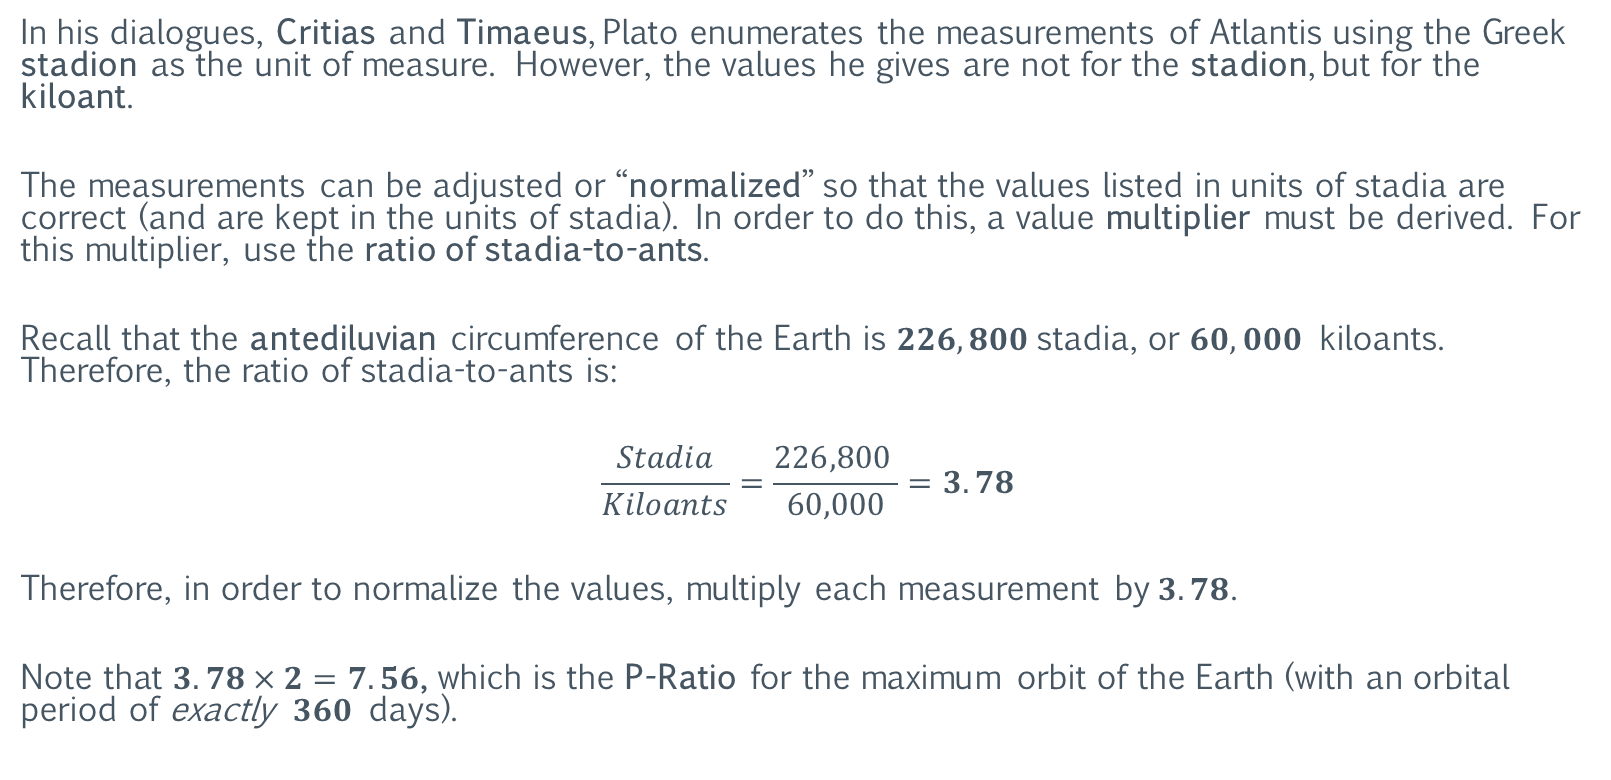 In his dialogues, Critias and Timaeus, Plato enumerates the measurements of Atlantis using the Greek
stadion as the unit of measure. However, the values he gives are not for the stadion, but for the
kiloant.
The measurements can be adjusted or “normalized” so that the values listed in units of stadia are
correct (and are kept in the units of stadia). In order to do this, a value multiplier must be derived. For
this multiplier, use the ratio of stadia-to-ants.
Recall that the antediluvian circumference of the Earth is 226,800 stadia, or 60,000 kiloants.
Therefore, the ratio of stadia-to-ants is:
Stadia / Kiloants = 226,800 / 60,000 = 3.78
Therefore, in order to normalize the values, multiply each measurement by 3.78.
Note that 3.78 × 2 = 7.56, which is the P-Ratio for the maximum orbit of the Earth (with an orbital
period of exactly 360 days).